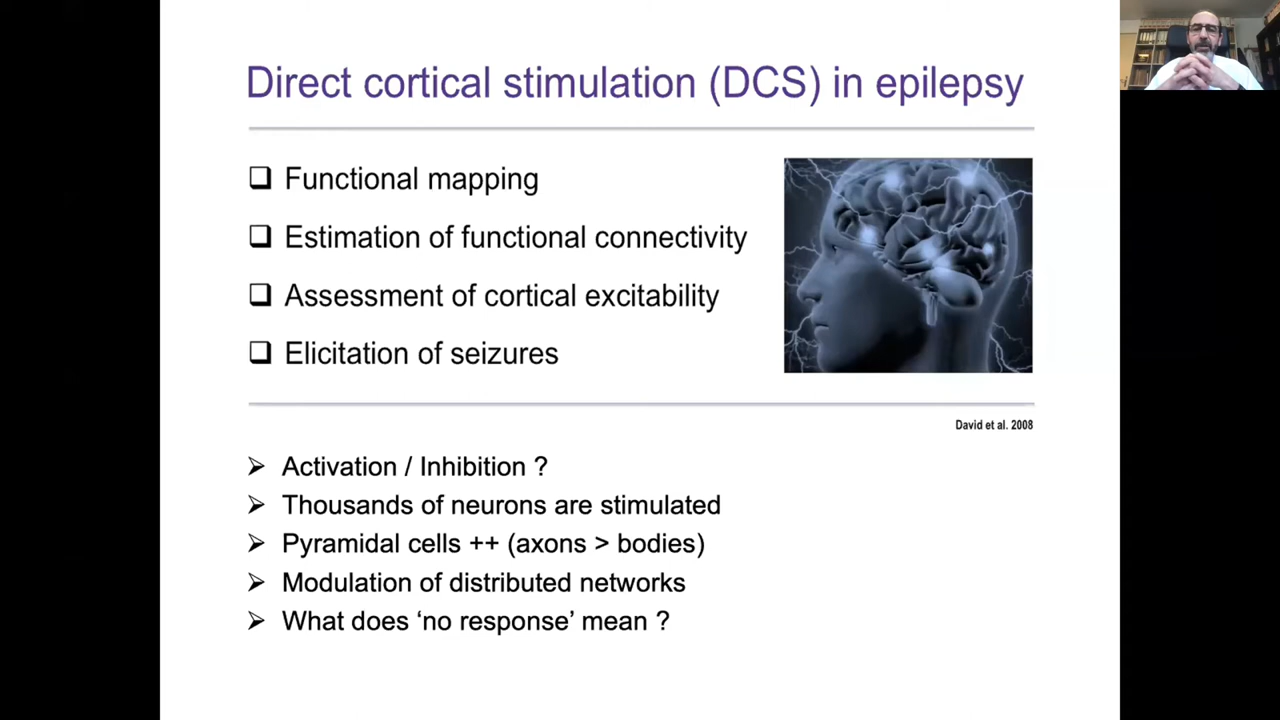 Direct cortical stimulation (DCS) in epilepsy
Functional mapping
Estimation of functional connectivity
Assessment of cortical excitability
Elicitation of seizures
David et al. 2008
Activation / Inhibition ?
Thousands of neurons are stimulated
Pyramidal cells ++ (axons > bodies)
Modulation of distributed networks
What does ‘no response’ mean ?